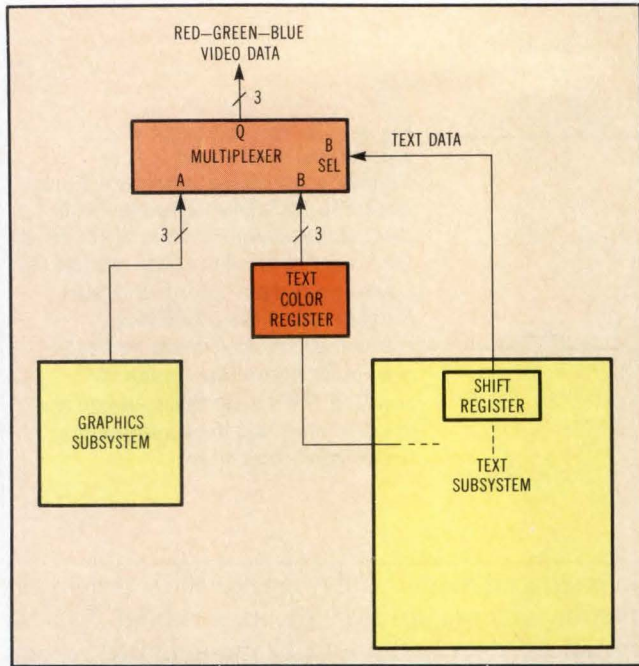 RED—GREEN—BLUE
VIDEO DATA
3
Q
MULTIPLEXER
B
SEL
A
B
TEXT DATA
3
3
TEXT
COLOR
REGISTER
GRAPHICS
SUBSYSTEM
SHIFT
REGISTER
TEXT
SUBSYSTEM